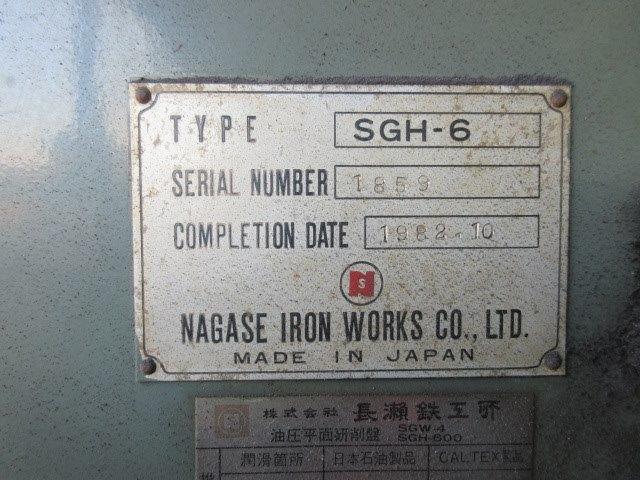 TYPE SGH-6
SERIAL NUMBER 1859
COMPLETION DATE 1982.10
N S
NAGASE IRON WORKS CO., LTD.
MADE IN JAPAN
株式会社 長瀬鉄工所
油圧平面研削盤 SGW-4
SGH-600
潤滑箇所 日本石油製品 CALTEX製品